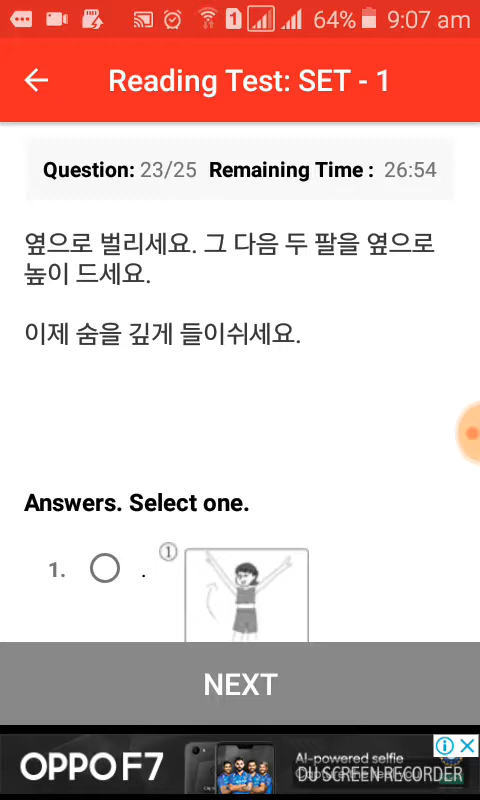 1 64% 9:07 am
Reading Test: SET - 1
Question: 23/25 Remaining Time : 26:54
옆으로 벌리세요. 그 다음 두 팔을 옆으로
높이 드세요.
이제 숨을 깊게 들이쉬세요.
Answers. Select one.
1. . ①
NEXT
OPPO F7
AI-powered selfie
DU SCREEN RECORDER